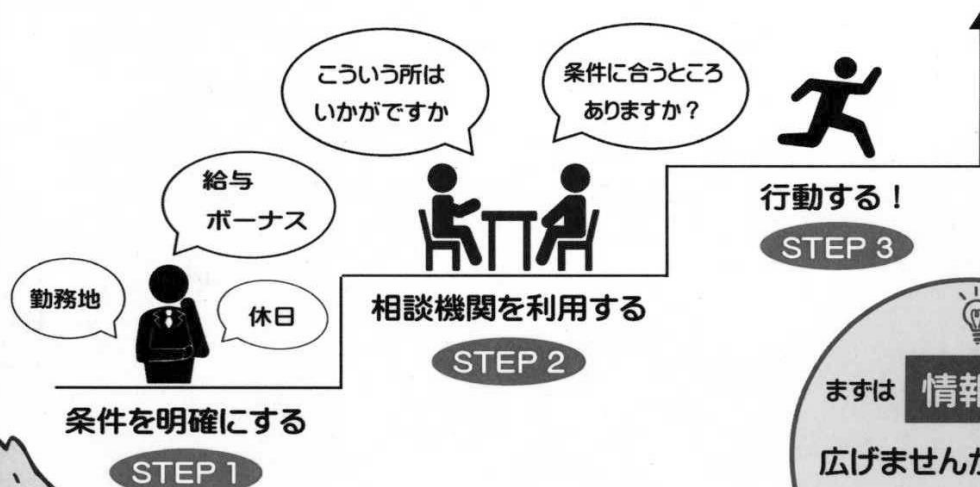 勤務地
給与
ボーナス
休日
条件を明確にする
STEP 1
こういう所は
いかがですか
条件に合うところ
ありますか？
相談機関を利用する
STEP 2
行動する！
STEP 3
まずは 情報
広げませんか